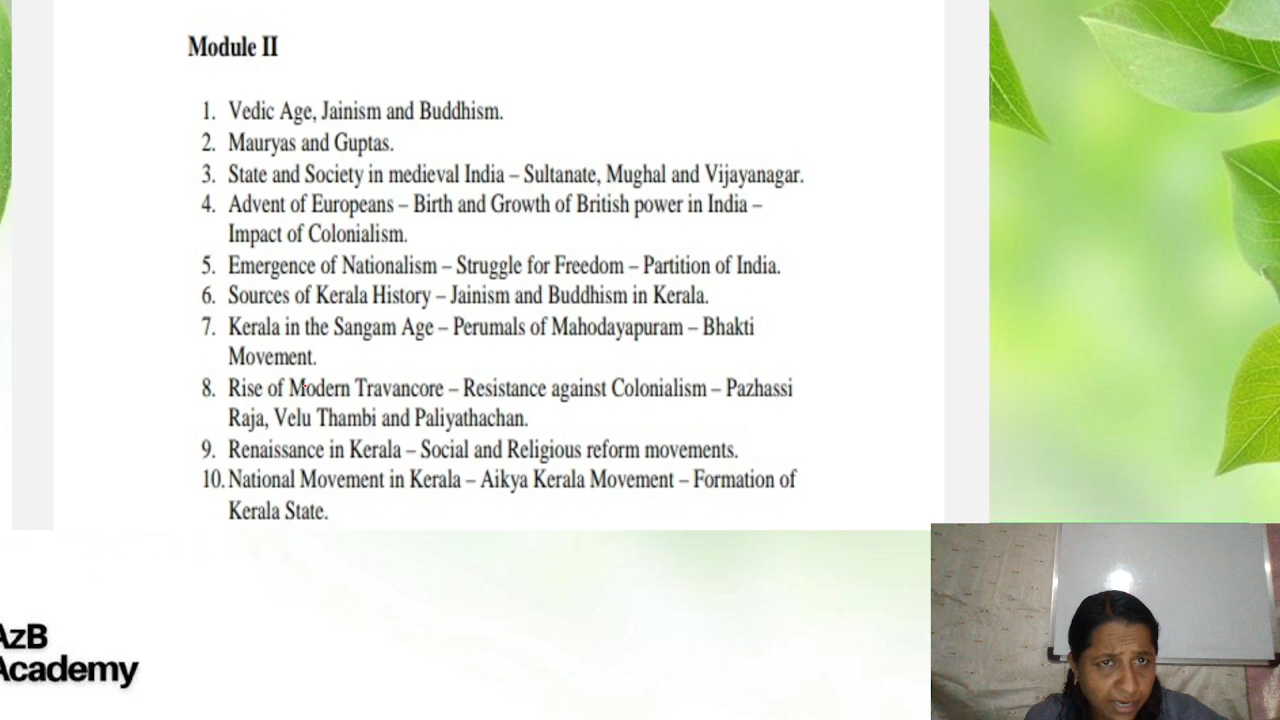 Module II
1. Vedic Age, Jainism and Buddhism.
2. Mauryas and Guptas.
3. State and Society in medieval India – Sultanate, Mughal and Vijayanagar.
4. Advent of Europeans – Birth and Growth of British power in India –
Impact of Colonialism.
5. Emergence of Nationalism – Struggle for Freedom – Partition of India.
6. Sources of Kerala History – Jainism and Buddhism in Kerala.
7. Kerala in the Sangam Age – Perumals of Mahodayapuram – Bhakti
Movement.
8. Rise of Modern Travancore – Resistance against Colonialism – Pazhassi
Raja, Velu Thambi and Paliyathachan.
9. Renaissance in Kerala – Social and Religious reform movements.
10. National Movement in Kerala – Aikya Kerala Movement – Formation of
Kerala State.
AzB
Academy